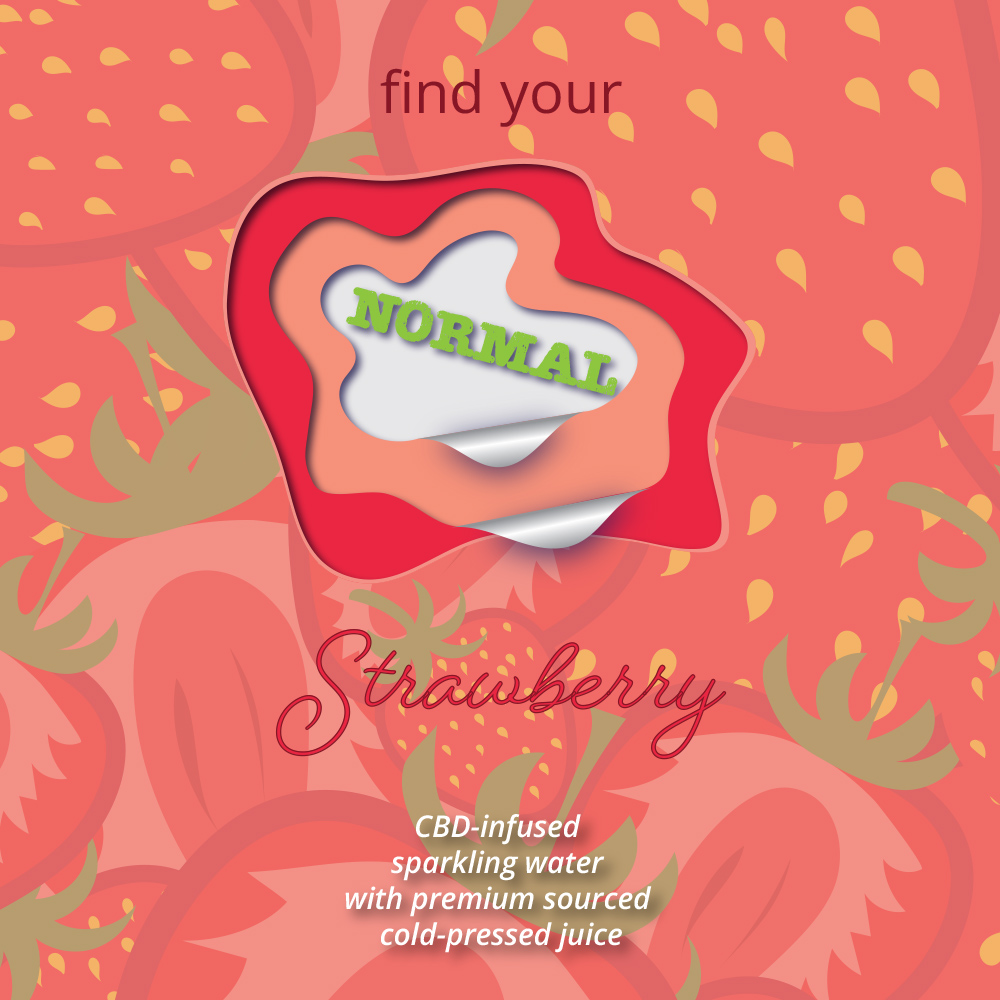 find your
NORMAL
Strawberry
CBD-infused
sparkling water
with premium sourced
cold-pressed juice